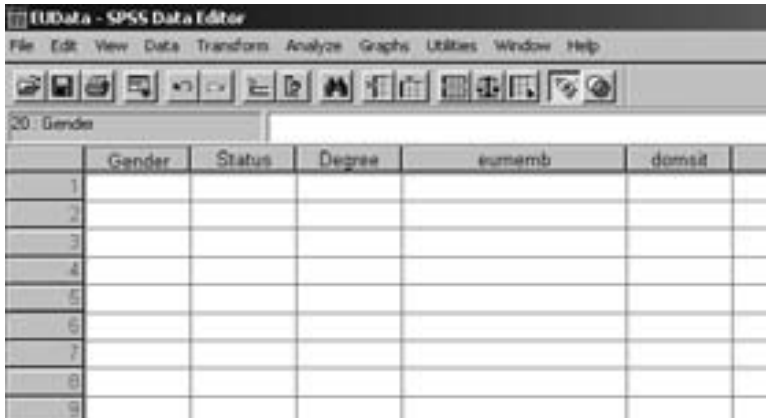 EUData - SPSS Data Editor
File Edit View Data Transform Analyze Graphs Utilities Window Help
20 : Gender
Gender Status Degree eumemb domsit
1
2
3
4
5
6
7
8
9